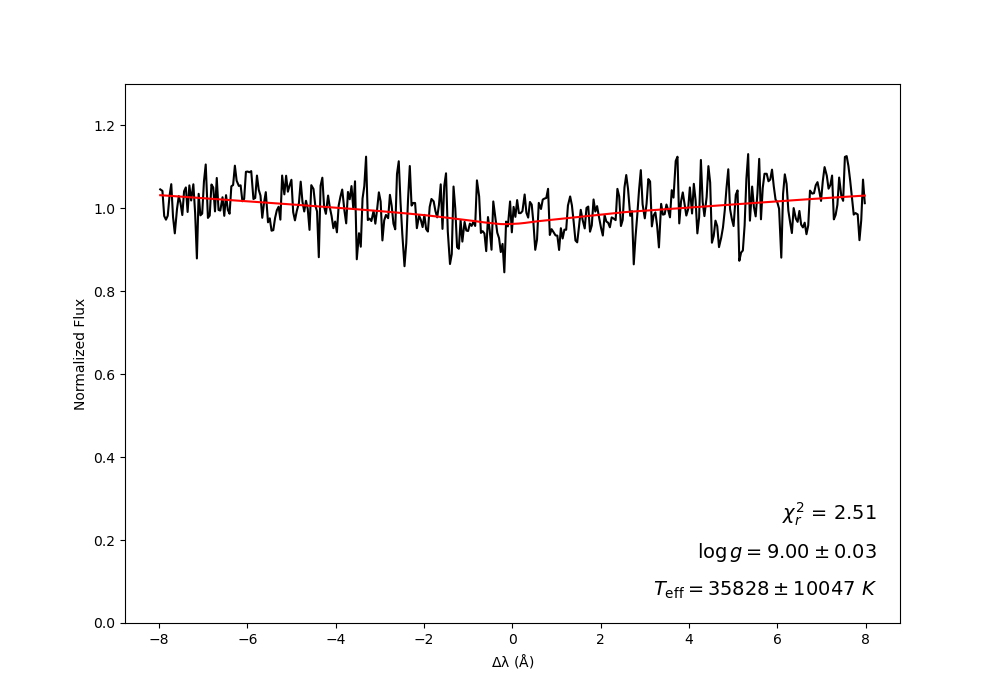 1.2
1.0
0.8
0.6
0.4
0.2
0.0
Normalized Flux
χ²ᵣ = 2.51
log g = 9.00 ± 0.03
T_eff = 35828 ± 10047 K
−8 −6 −4 −2 0 2 4 6 8
Δλ (Å)